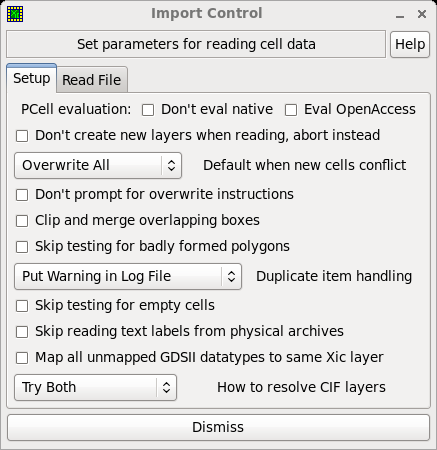 Import Control
Set parameters for reading cell data Help
Setup Read File
PCell evaluation: Don't eval native Eval OpenAccess
Don't create new layers when reading, abort instead
Overwrite All Default when new cells conflict
Don't prompt for overwrite instructions
Clip and merge overlapping boxes
Skip testing for badly formed polygons
Put Warning in Log File Duplicate item handling
Skip testing for empty cells
Skip reading text labels from physical archives
Map all unmapped GDSII datatypes to same Xic layer
Try Both How to resolve CIF layers
Dismiss